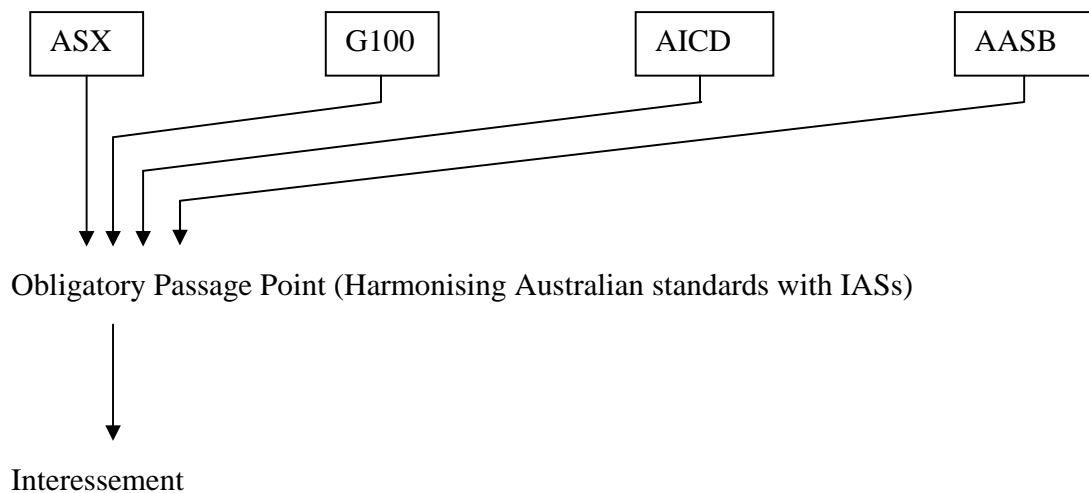 ASX G100 AICD AASB
Obligatory Passage Point (Harmonising Australian standards with IASs)
Interessement